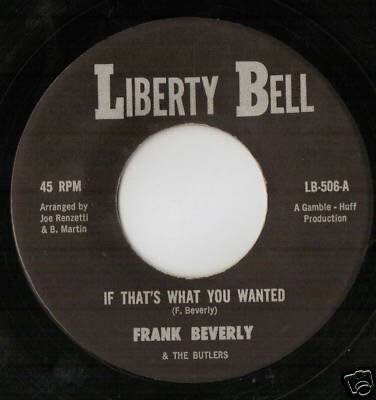 LIBERTY BELL
45 RPM
LB-506-A
Arranged by
Joe Renzetti
& B. Martin
A Gamble - Huff
Production
IF THAT'S WHAT YOU WANTED
(F. Beverly)
FRANK BEVERLY
& THE BUTLERS